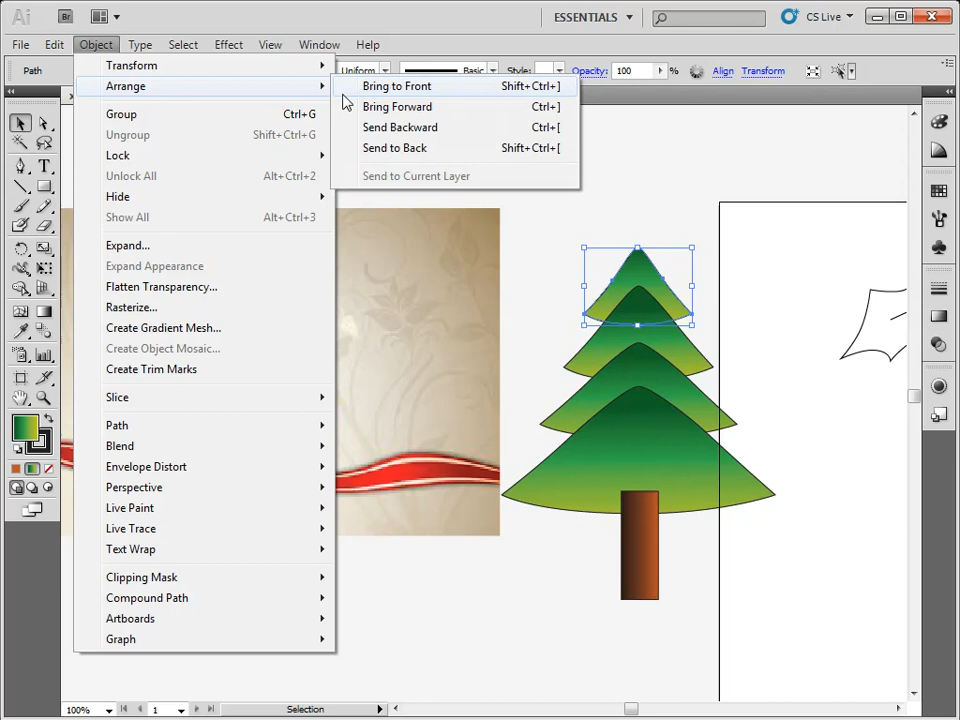 Ai Br ESSENTIALS CS Live
File Edit Object Type Select Effect View Window Help
Path Uniform Basic Style: Opacity: 100 % Align Transform
Transform
Arrange
Group Ctrl+G
Ungroup Shift+Ctrl+G
Lock
Unlock All Alt+Ctrl+2
Hide
Show All Alt+Ctrl+3
Expand...
Expand Appearance
Flatten Transparency...
Rasterize...
Create Gradient Mesh...
Create Object Mosaic...
Create Trim Marks
Slice
Path
Blend
Envelope Distort
Perspective
Live Paint
Live Trace
Text Wrap
Clipping Mask
Compound Path
Artboards
Graph
Bring to Front Shift+Ctrl+]
Bring Forward Ctrl+]
Send Backward Ctrl+[
Send to Back Shift+Ctrl+[
Send to Current Layer
100% 1 Selection